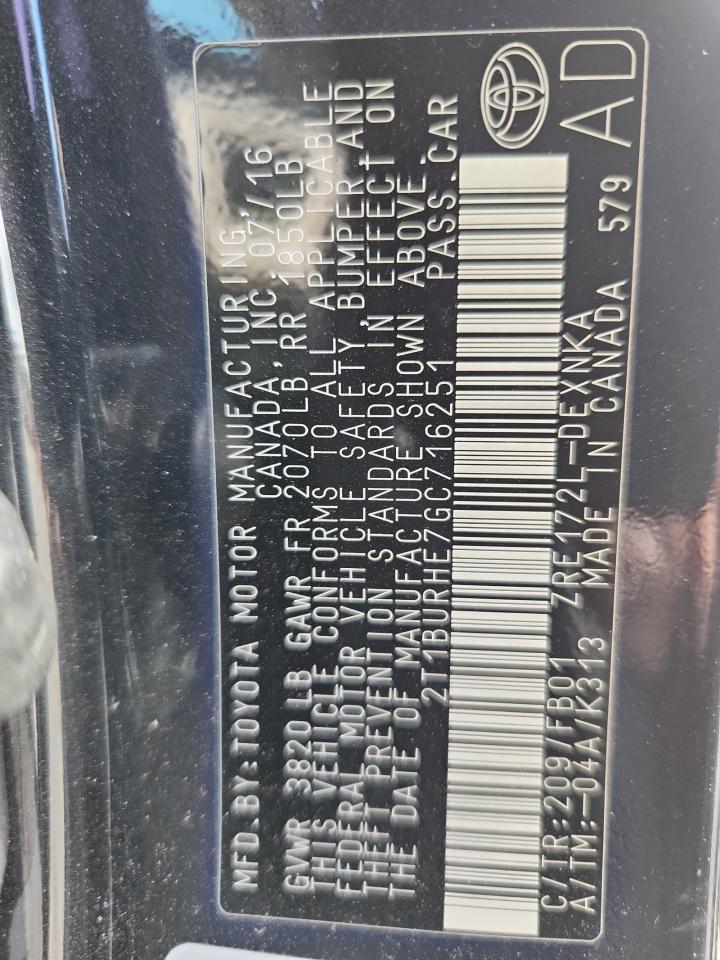 MFD.BY:TOYOTA MOTOR MANUFACTURING
CANADA, INC. 07/16
GVWR 3820 LB GAWR FR 2070LB RR 1850LB
THIS VEHICLE CONFORMS TO ALL APPLICABLE
FEDERAL MOTOR VEHICLE SAFETY, BUMPER AND
THEFT PREVENTION STANDARDS IN EFFECT ON
THE DATE OF MANUFACTURE SHOWN ABOVE.
2T1BURHE7GC716251 PASS.CAR
C/TR:209/FB01 ZRE172L-DEXNKA
A/TM:-04A/K313 MADE IN CANADA 579
AD